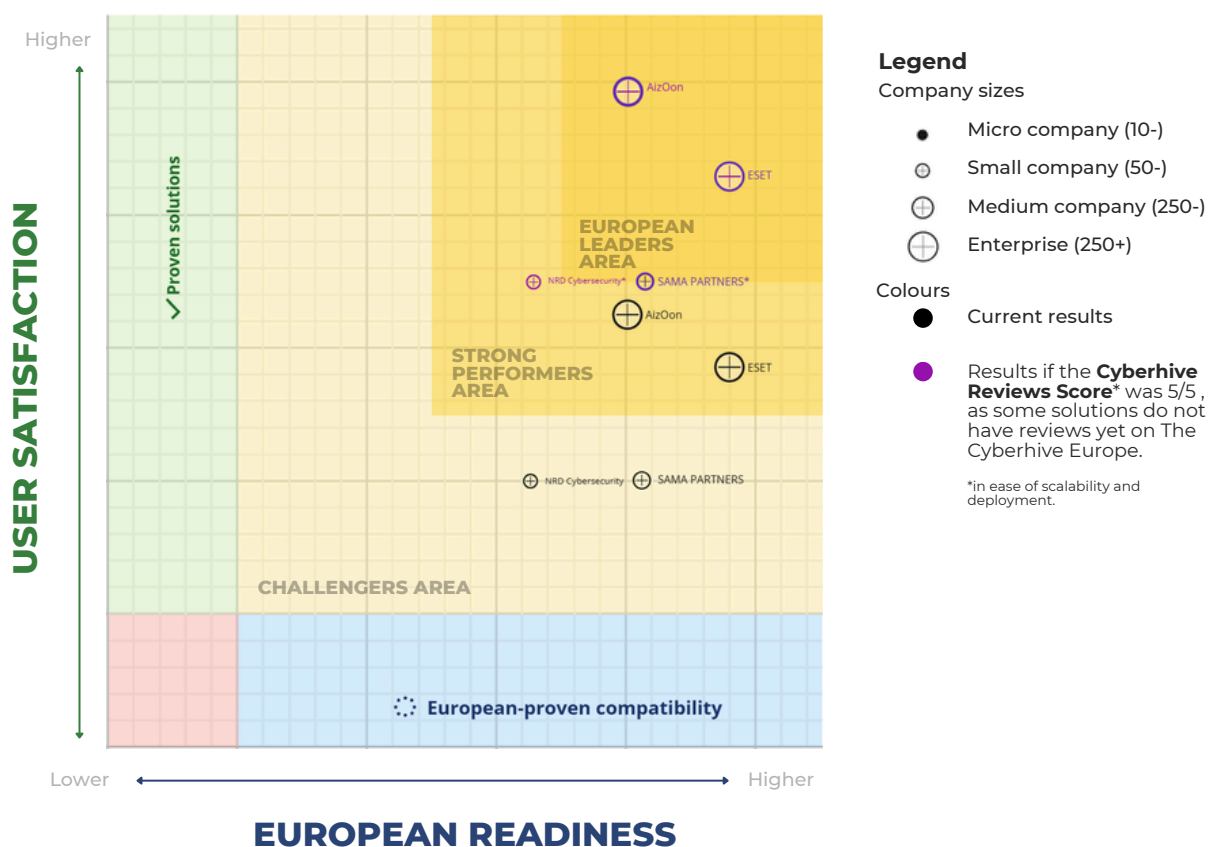 Higher
USER SATISFACTION
✓ Proven solutions
AizOon
ESET
EUROPEAN
LEADERS
AREA
NRD Cybersecurity*
SAMA PARTNERS*
AizOon
STRONG
PERFORMERS
AREA
ESET
NRD Cybersecurity
SAMA PARTNERS
CHALLENGERS AREA
European-proven compatibility
Lower
Higher
EUROPEAN READINESS
Legend
Company sizes
Micro company (10-)
Small company (50-)
Medium company (250-)
Enterprise (250+)
Colours
Current results
Results if the Cyberhive
Reviews Score* was 5/5 ,
as some solutions do not
have reviews yet on The
Cyberhive Europe.
*in ease of scalability and
deployment.